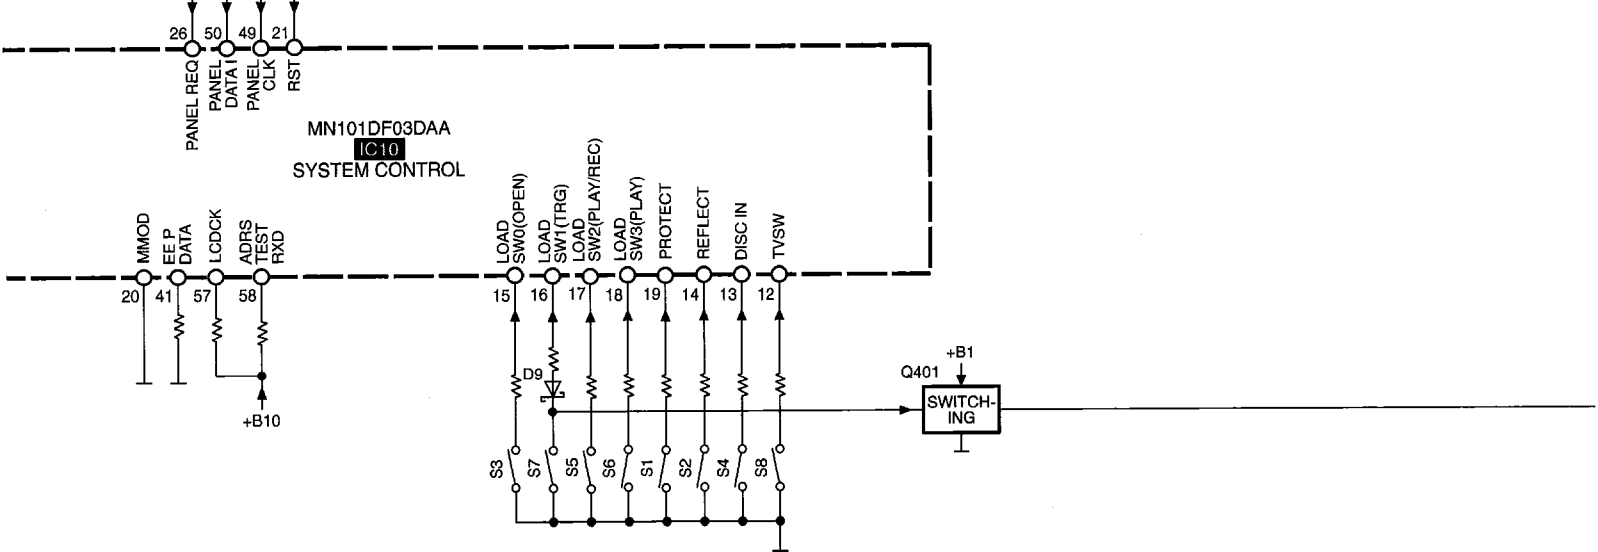 26 50 49 21
PANEL REQ
PANEL
DATA I
PANEL
CLK
RST
MN101DF03DAA
IC10
SYSTEM CONTROL
MMOD
EE P
DATA
LCDCK
ADRS
TEST
RXD
LOAD
SW0(OPEN)
LOAD
SW1(TRG)
LOAD
SW2(PLAY/REC)
LOAD
SW3(PLAY)
PROTECT
REFLECT
DISC IN
TVSW
20 41 57 58 15 16 17 18 19 14 13 12
+B10
D9
+B1
Q401
SWITCH-
ING
S3 S7 S5 S6 S1 S2 S4 S8